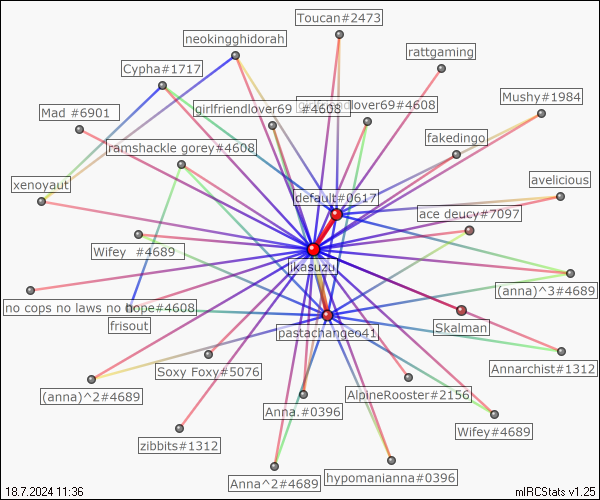 Toucan#2473
neokingghidorah
rattgaming
Cypha#1717
Mushy#1984
girlfriendlover69 #4608
lover69#4608
Mad #6901
fakedingo
ramshackle gorey#4608
avelicious
xenoyaut
default#0617
ace deucy#7097
Wifey #4689
jikasuzu
(anna)^3#4689
no cops no laws no hope#4608
frisout
Skalman
pastachangeo41
Annarchist#1312
Soxy Foxy#5076
(anna)^2#4689
AlpineRooster#2156
Anna.#0396
Wifey#4689
zibbits#1312
hypomanianna#0396
Anna^2#4689
18.7.2024 11:36
mIRCStats v1.25